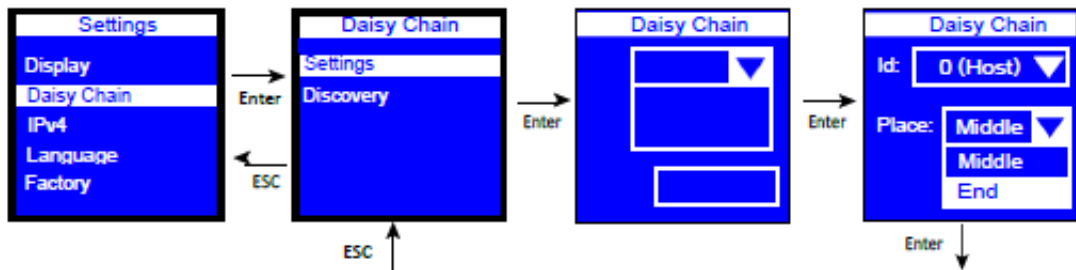 Settings
Display
Daisy Chain
IPv4
Language
Factory
Enter
ESC
Daisy Chain
Settings
Discovery
ESC
Enter
Daisy Chain
Enter
Daisy Chain
Id: 0 (Host)
Place: Middle
Middle
End
Enter